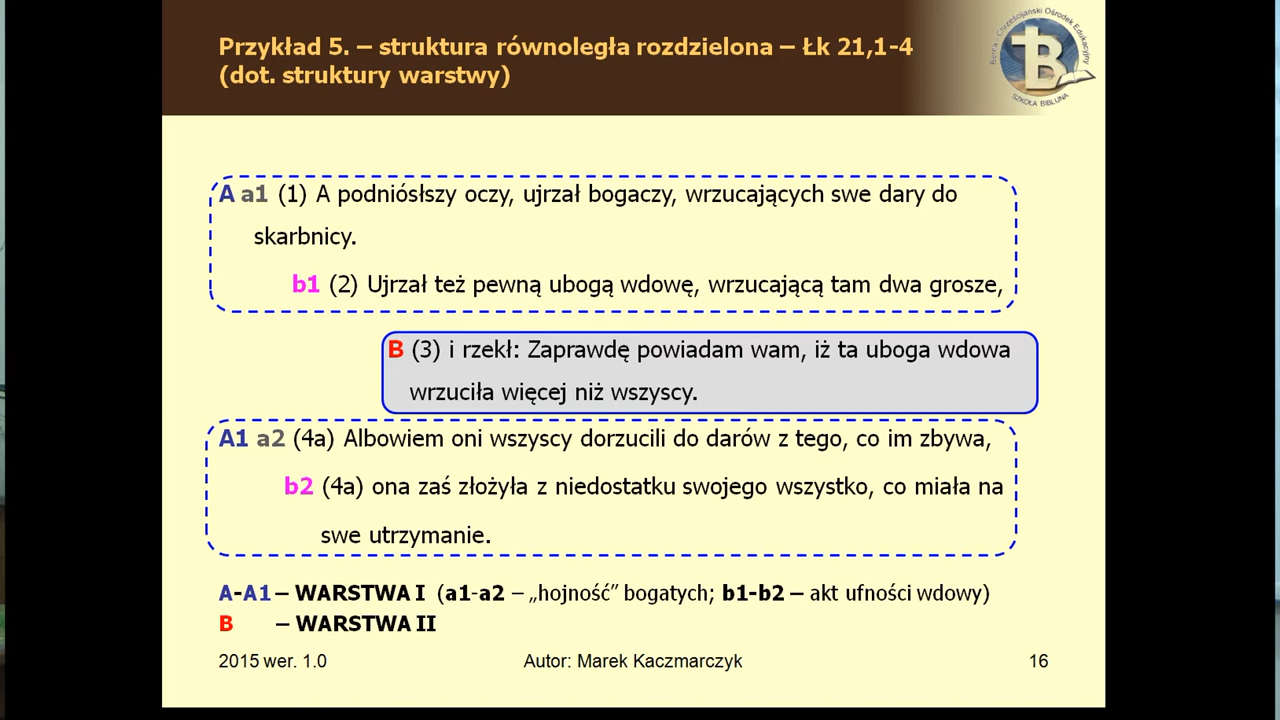 Przykład 5. – struktura równoległa rozdzielona – Łk 21,1-4
(dot. struktury warstwy)
Berea - Chrześcijański Ośrodek Edukacyjny
B
SZKOŁA BIBLIJNA
A a1 (1) A podniósłszy oczy, ujrzał bogaczy, wrzucających swe dary do
skarbnicy.
b1 (2) Ujrzał też pewną ubogą wdowę, wrzucającą tam dwa grosze,
B (3) i rzekł: Zaprawdę powiadam wam, iż ta uboga wdowa
wrzuciła więcej niż wszyscy.
A1 a2 (4a) Albowiem oni wszyscy dorzucili do darów z tego, co im zbywa,
b2 (4a) ona zaś złożyła z niedostatku swojego wszystko, co miała na
swe utrzymanie.
A-A1 – WARSTWA I (a1-a2 – „hojność” bogatych; b1-b2 – akt ufności wdowy)
B – WARSTWA II
2015 wer. 1.0 Autor: Marek Kaczmarczyk 16